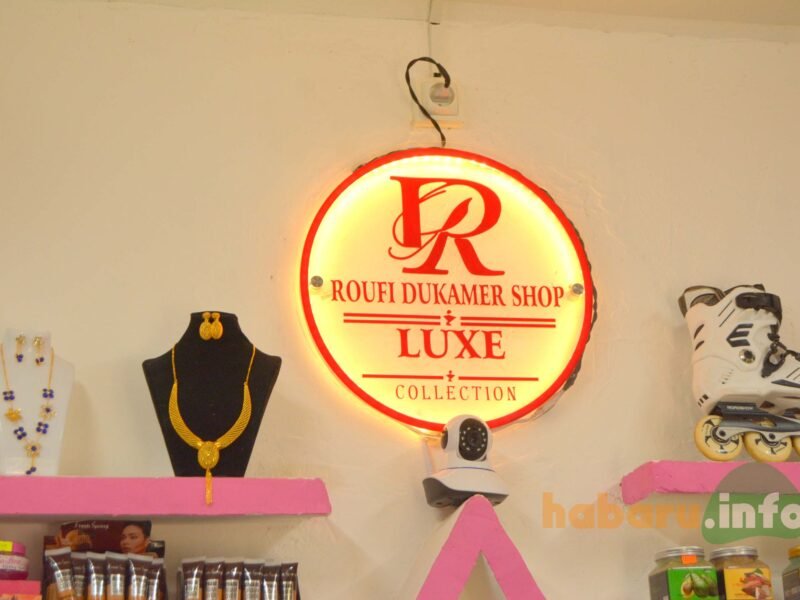 DR
ROUFI DUKAMER SHOP
LUXE
COLLECTION
habaru.info